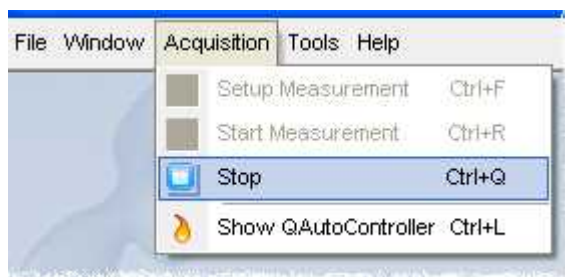 File Window Acquisition Tools Help
Setup Measurement Ctrl+F
Start Measurement Ctrl+R
Stop Ctrl+Q
Show QAutoController Ctrl+L